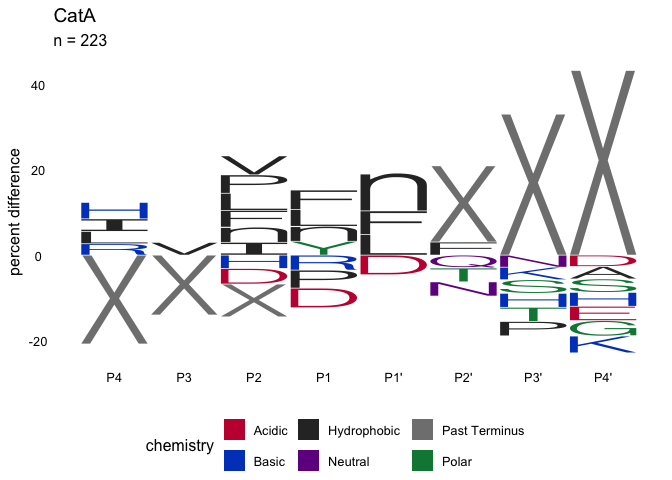 CatA
n = 223
percent difference
40
20
0
-20
H
I
L
R
X
V
X
V
P
L
F
n
I
H
D
X
F
L
n
Y
R
P
D
n
F
L
D
X
F
Q
T
N
X
N
K
S
H
T
P
X
D
A
S
H
E
G
K
P4 P3 P2 P1 P1' P2' P3' P4'
chemistry
Acidic Hydrophobic Past Terminus
Basic Neutral Polar